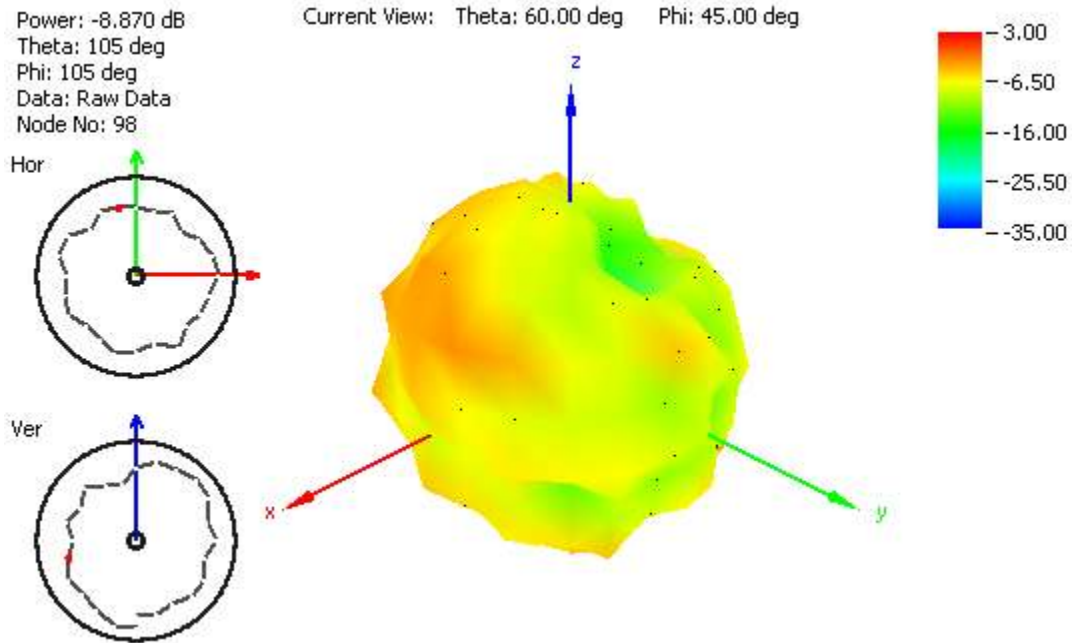 Power: -8.870 dB
Theta: 105 deg
Phi: 105 deg
Data: Raw Data
Node No: 98
Current View: Theta: 60.00 deg Phi: 45.00 deg
3.00
-6.50
-16.00
-25.50
-35.00
Hor
Ver
z
x
y